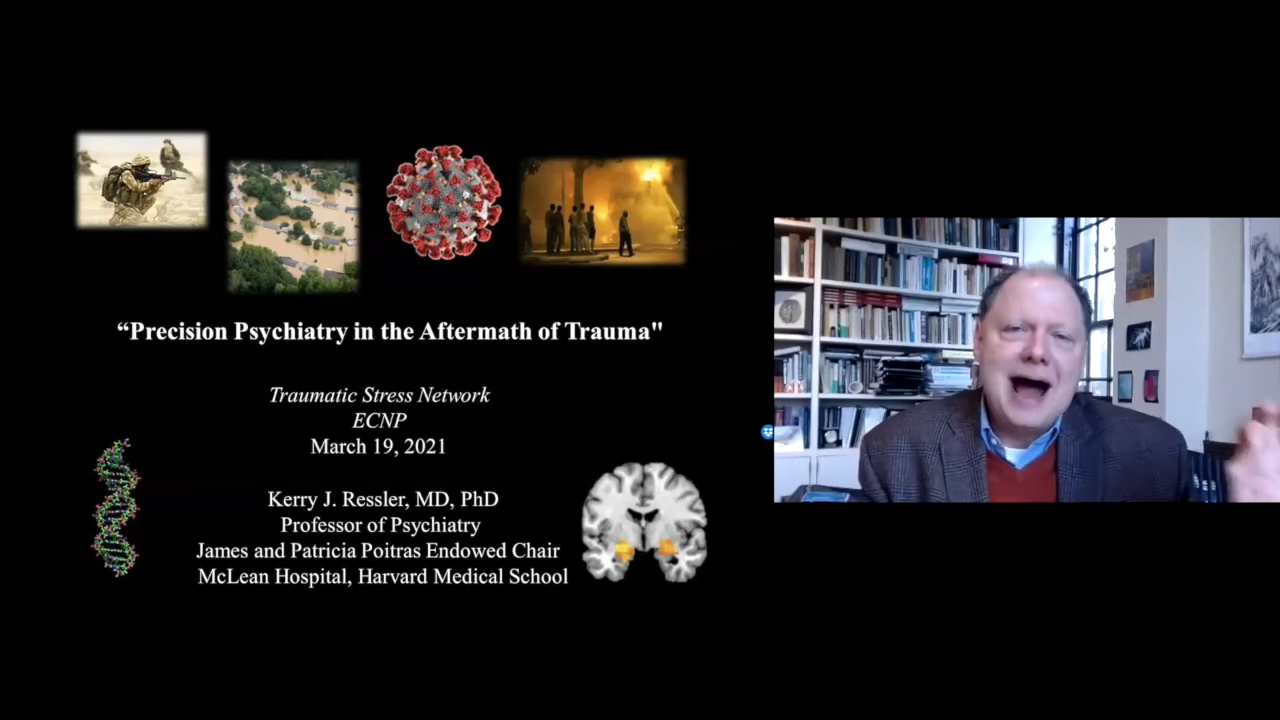 “Precision Psychiatry in the Aftermath of Trauma"
Traumatic Stress Network
ECNP
March 19, 2021
Kerry J. Ressler, MD, PhD
Professor of Psychiatry
James and Patricia Poitras Endowed Chair
McLean Hospital, Harvard Medical School